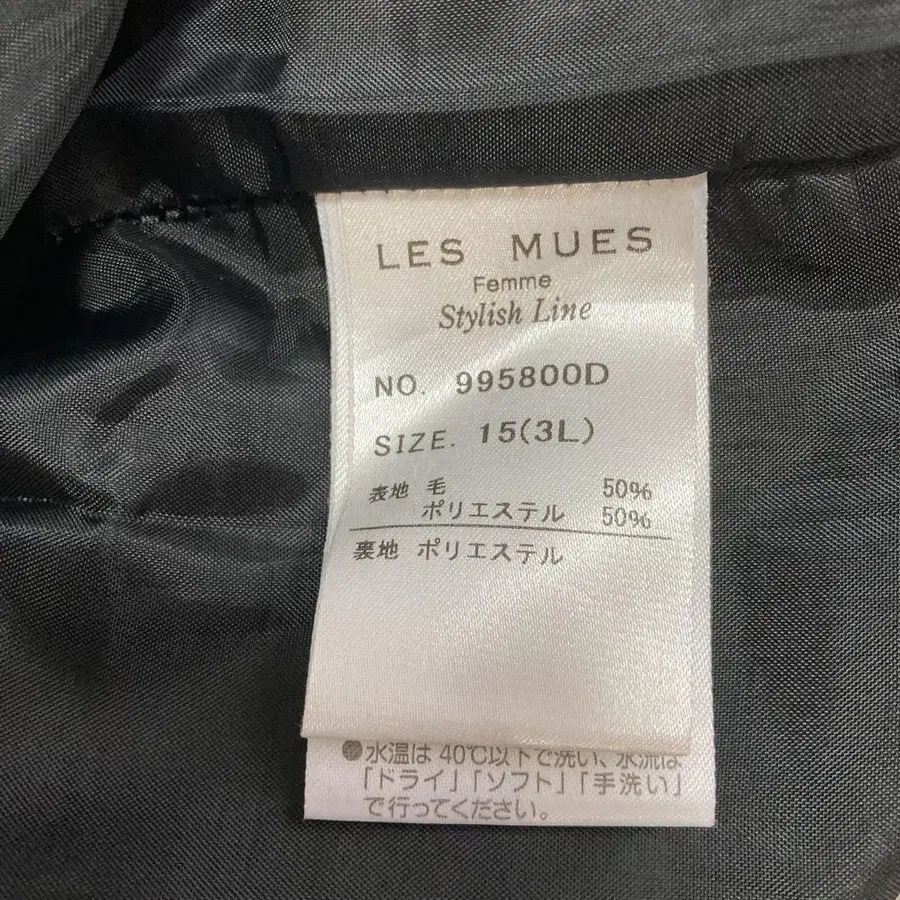 LES MUES
Femme
Stylish Line
NO. 995800D
SIZE. 15(3L)
表地 毛 50%
ポリエステル 50%
裏地 ポリエステル
●水温は 40℃以下で洗い、水流は
「ドライ」「ソフト」「手洗い」
で行ってください。